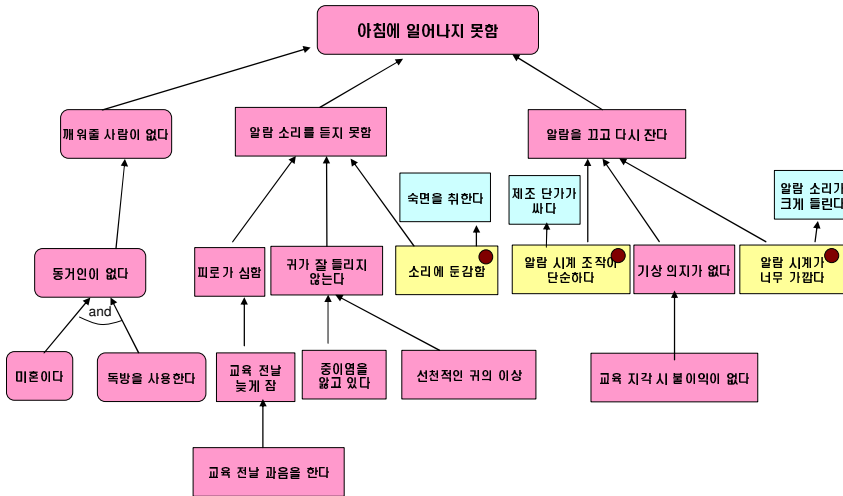 아침에 일어나지 못함
깨워줄 사람이 없다
알람 소리를 듣지 못함
알람을 끄고 다시 잔다
숙면을 취한다
제조 단가가
싸다
알람 소리가
크게 들린다
동거인이 없다
피로가 심함
귀가 잘 들리지
않는다
소리에 둔감함
알람 시계 조작이
단순하다
기상 의지가 없다
알람 시계가
너무 가깝다
and
미혼이다
독방을 사용한다
교육 전날
늦게 잠
중이염을
앓고 있다
선천적인 귀의 이상
교육 지각 시 불이익이 없다
교육 전날 과음을 한다